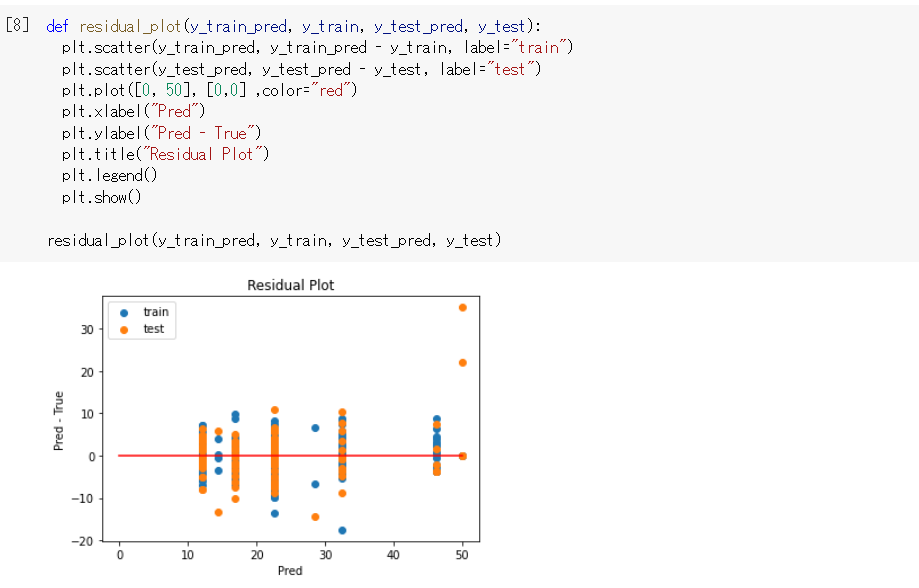 [8] def residual_plot(y_train_pred, y_train, y_test_pred, y_test):
plt.scatter(y_train_pred, y_train_pred - y_train, label="train")
plt.scatter(y_test_pred, y_test_pred - y_test, label="test")
plt.plot([0, 50], [0,0] ,color="red")
plt.xlabel("Pred")
plt.ylabel("Pred - True")
plt.title("Residual Plot")
plt.legend()
plt.show()
residual_plot(y_train_pred, y_train, y_test_pred, y_test)
Residual Plot
train
test
30
20
10
0
−10
−20
Pred - True
0 10 20 30 40 50
Pred